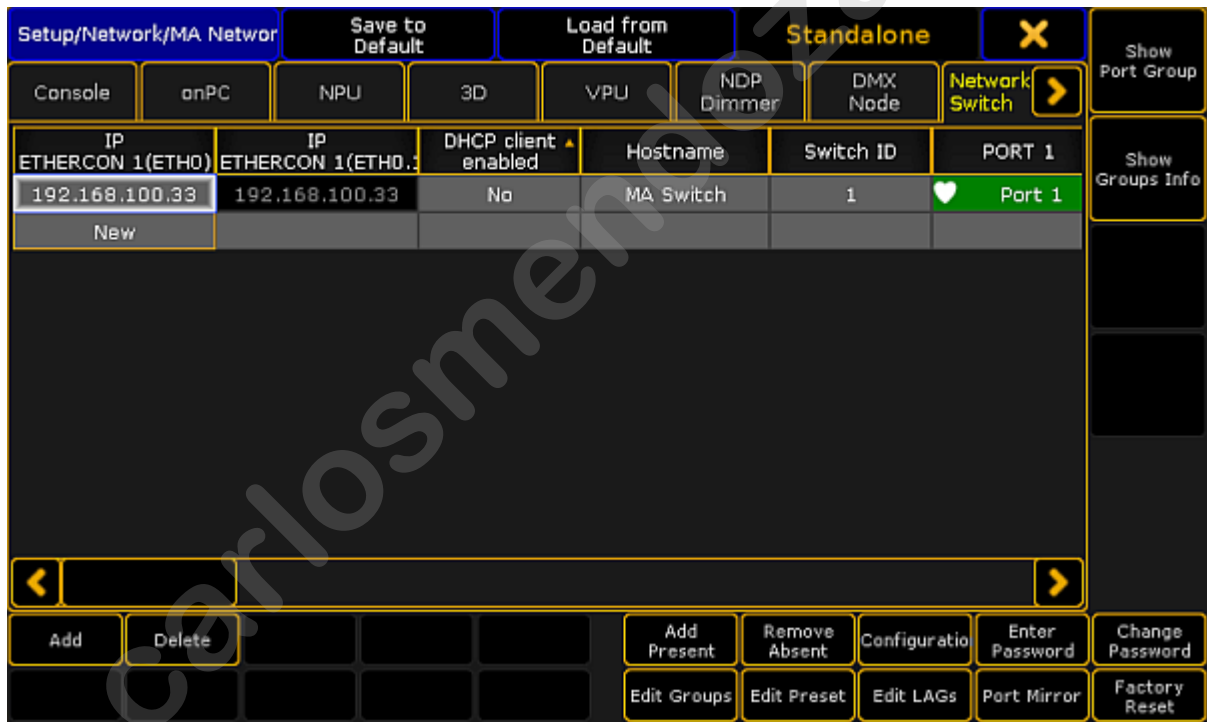 Setup/Network/MA Networ
Save to
Default
Load from
Default
Standalone
Show
Port Group
Console
onPC
NPU
3D
VPU
NDP
Dimmer
DMX
Node
Network
Switch
IP
ETHERCON 1(ETH0)
IP
ETHERCON 1(ETH0.
DHCP client
enabled
Hostname
Switch ID
PORT 1
Show
Groups Info
192.168.100.33
192.168.100.33
No
MA Switch
1
Port 1
New
Add
Delete
Add
Present
Remove
Absent
Configuratio
Enter
Password
Change
Password
Edit Groups
Edit Preset
Edit LAGs
Port Mirror
Factory
Reset
carlosmendoza